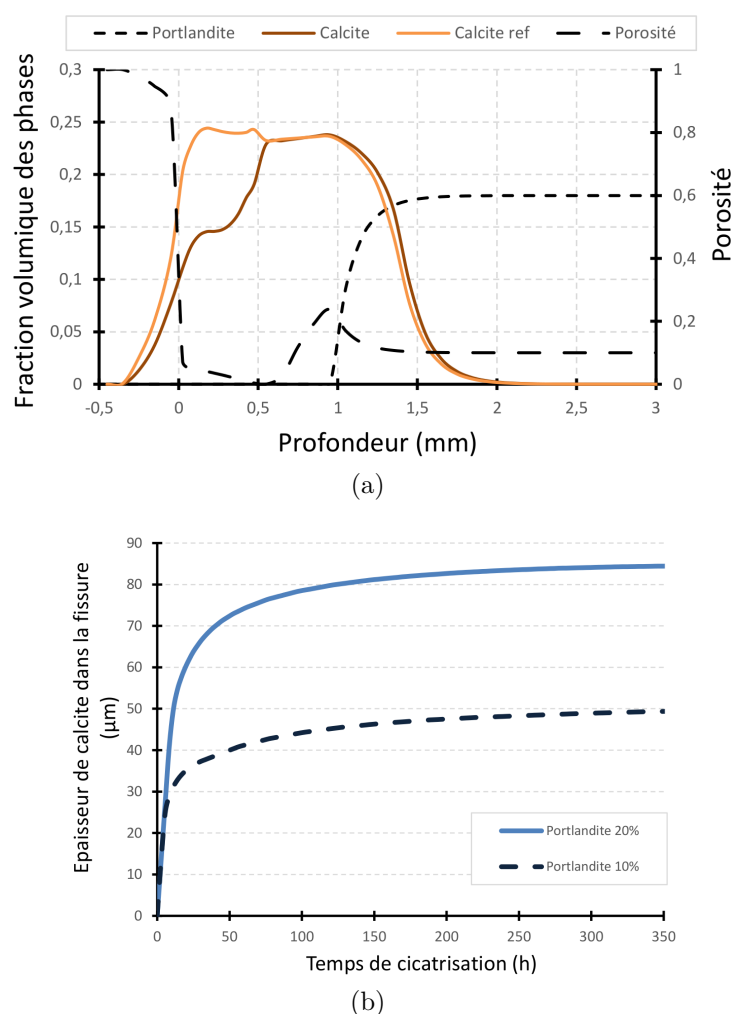 Portlandite Calcite Calcite ref Porosité
Fraction volumique des phases
0,3
0,25
0,2
0,15
0,1
0,05
0
1
0,8
0,6
0,4
0,2
0
Porosité
-0,5 0 0,5 1 1,5 2 2,5 3
Profondeur (mm)
(a)
Epaisseur de calcite dans la fissure
(μm)
90
80
70
60
50
40
30
20
10
0
Portlandite 20%
Portlandite 10%
0 50 100 150 200 250 300 350
Temps de cicatrisation (h)
(b)